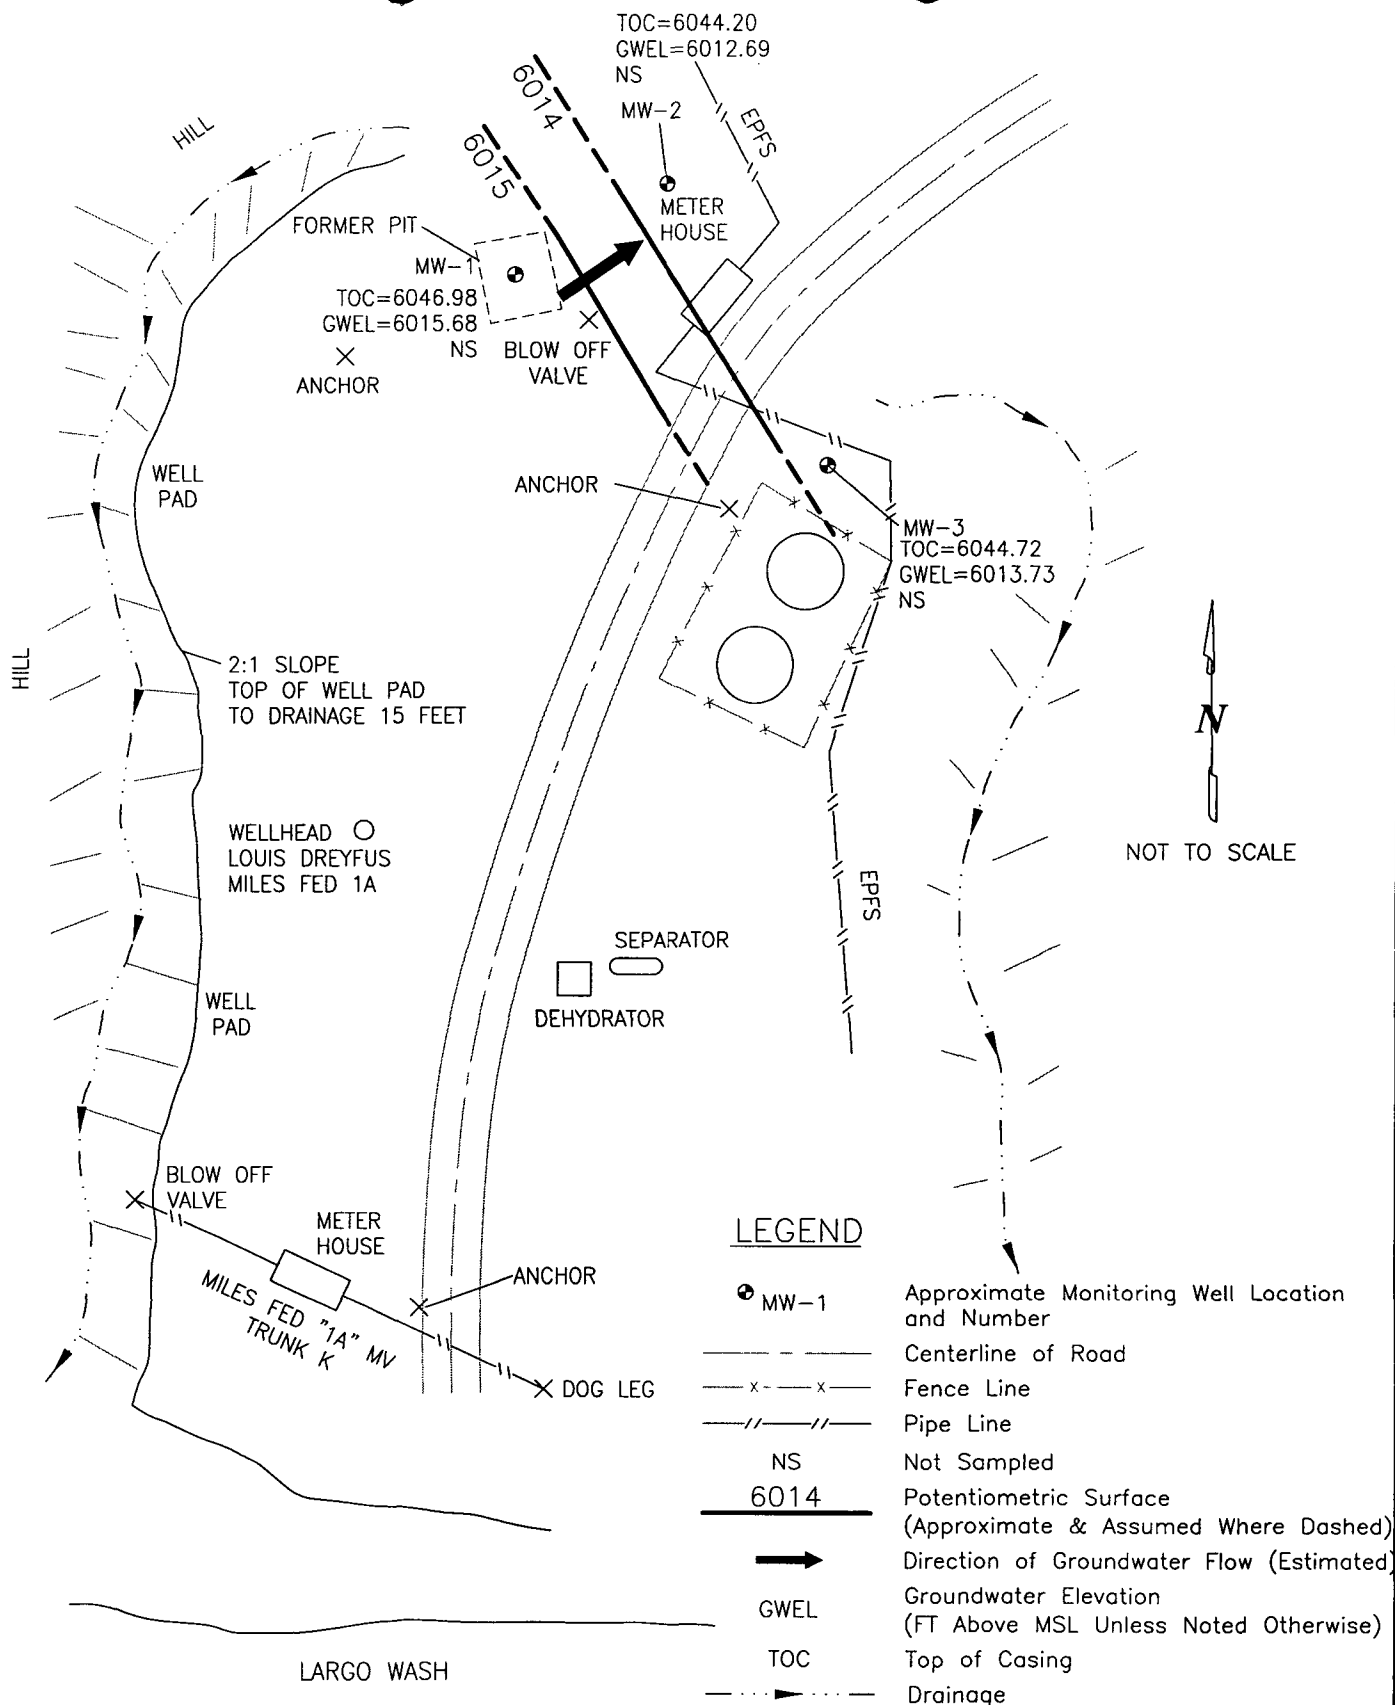 TOC=6044.20
GWEL=6012.69
NS
MW-2
EPFS
6014
6015
HILL
METER
HOUSE
FORMER PIT
MW-1
TOC=6046.98
GWEL=6015.68
NS
BLOW OFF
VALVE
ANCHOR
WELL
PAD
ANCHOR
MW-3
TOC=6044.72
GWEL=6013.73
NS
HILL
2:1 SLOPE
TOP OF WELL PAD
TO DRAINAGE 15 FEET
N
NOT TO SCALE
WELLHEAD
LOUIS DREYFUS
MILES FED 1A
EPFS
SEPARATOR
DEHYDRATOR
WELL
PAD
BLOW OFF
VALVE
METER
HOUSE
ANCHOR
MILES FED "1A" MV
TRUNK K
DOG LEG
LARGO WASH
LEGEND
MW-1 Approximate Monitoring Well Location
and Number
Centerline of Road
Fence Line
Pipe Line
NS Not Sampled
6014 Potentiometric Surface
(Approximate & Assumed Where Dashed)
Direction of Groundwater Flow (Estimated)
GWEL Groundwater Elevation
(FT Above MSL Unless Noted Otherwise)
TOC Top of Casing
Drainage